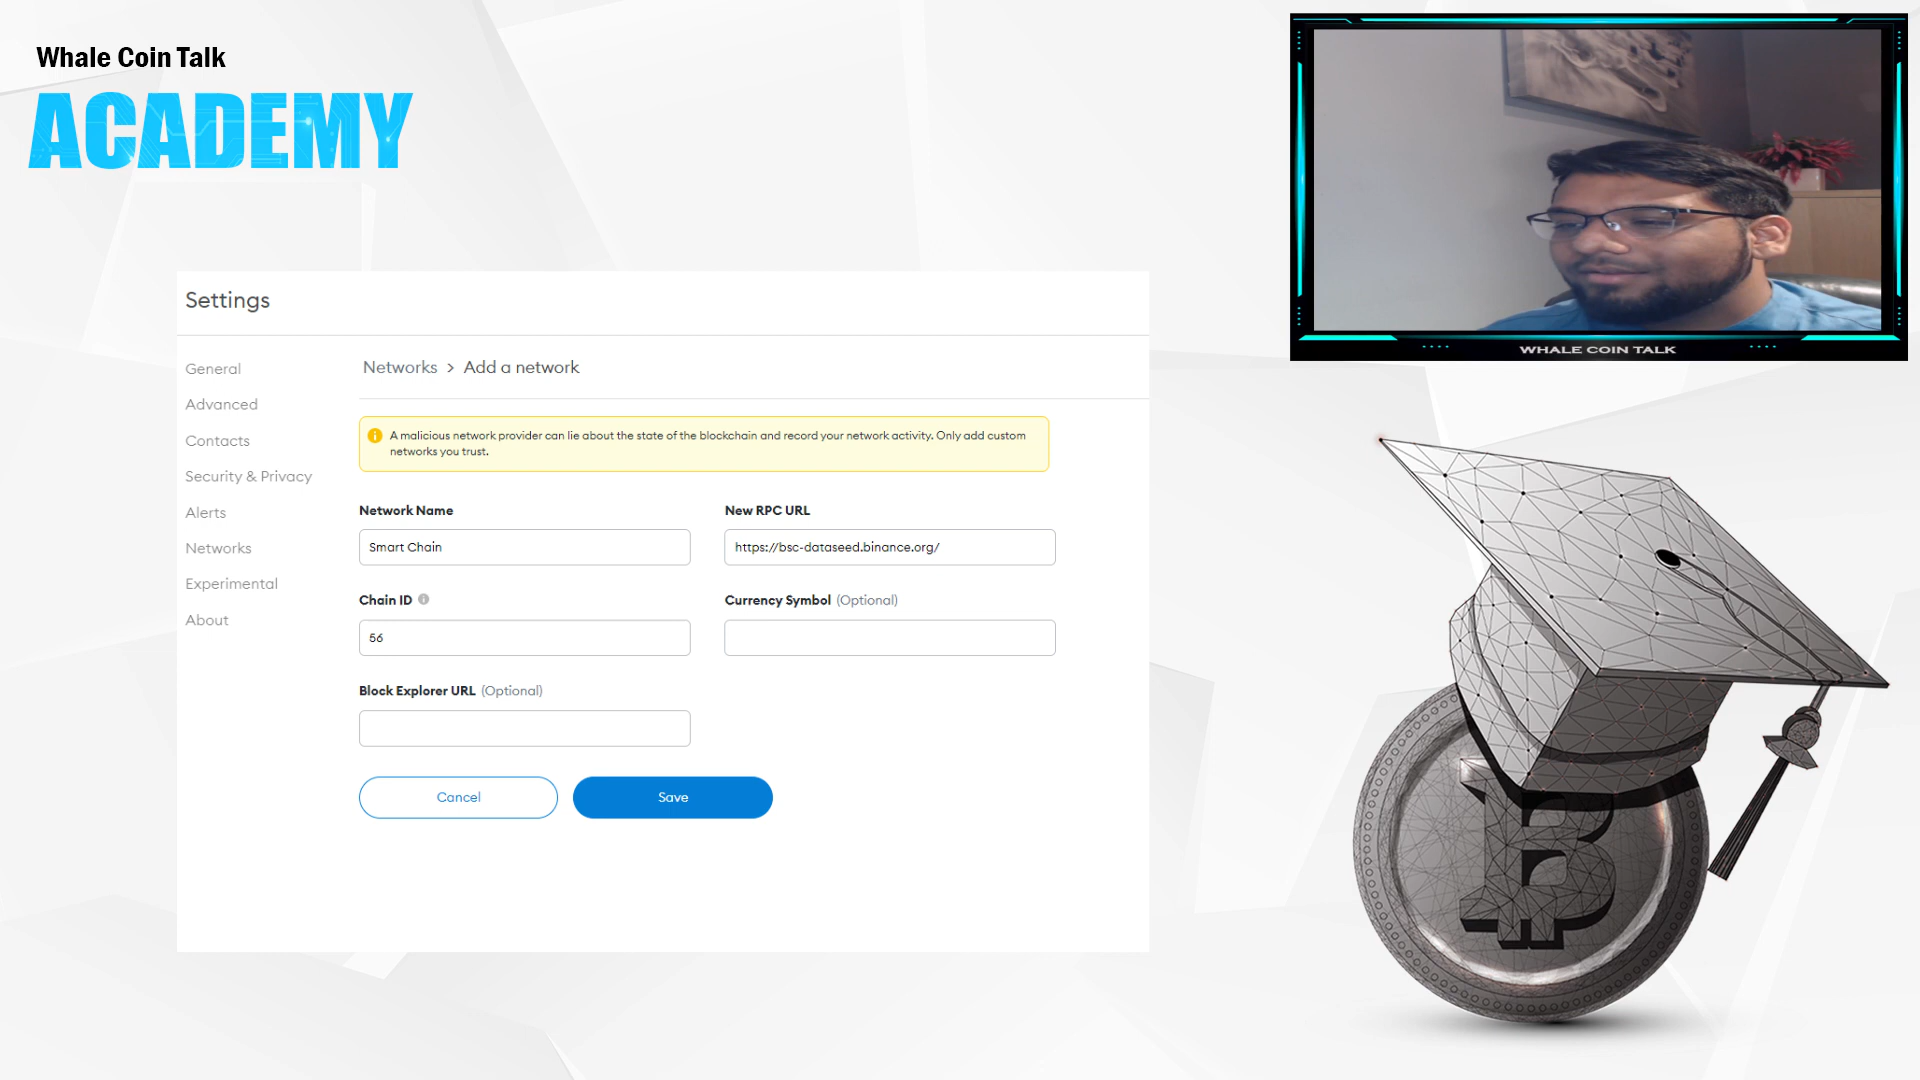 Whale Coin Talk
ACADEMY
WHALE COIN TALK
Settings
General
Advanced
Contacts
Security & Privacy
Alerts
Networks
Experimental
About
Networks > Add a network
A malicious network provider can lie about the state of the blockchain and record your network activity. Only add custom
networks you trust.
Network Name
Smart Chain
New RPC URL
https://bsc-dataseed.binance.org/
Chain ID
56
Currency Symbol (Optional)
Block Explorer URL (Optional)
Cancel
Save